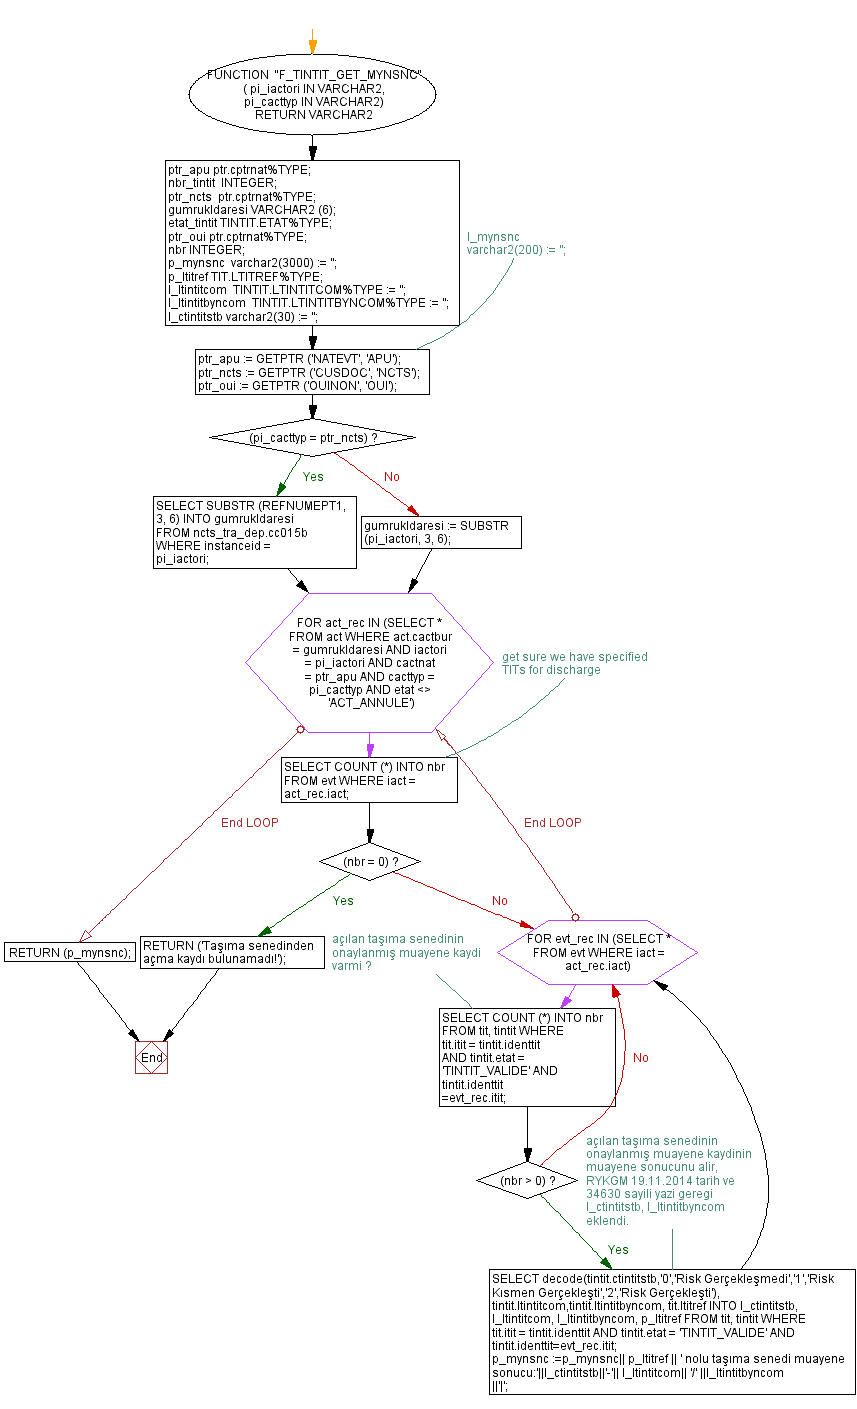 FUNCTION "F_TINTIT_GET_MYNSNC"
( pi_iactori IN VARCHAR2,
pi_cacttyp IN VARCHAR2)
RETURN VARCHAR2
ptr_apu ptr.cptrnat%TYPE;
nbr_tintit  INTEGER;
ptr_ncts  ptr.cptrnat%TYPE;
gumrukIdaresi VARCHAR2 (6);
etat_tintit TINTIT.ETAT%TYPE;
ptr_oui ptr.cptrnat%TYPE;
nbr INTEGER;
p_mynsnc  varchar2(3000) := '';
p_ltitref TIT.LTITREF%TYPE;
l_ltintitcom  TINTIT.LTINTITCOM%TYPE := '';
l_ltintitbyncom  TINTIT.LTINTITBYNCOM%TYPE := '';
l_ctintitstb varchar2(30) := '';
l_mynsnc
varchar2(200) := '';
ptr_apu := GETPTR ('NATEVT', 'APU');
ptr_ncts := GETPTR ('CUSDOC', 'NCTS');
ptr_oui := GETPTR ('OUINON', 'OUI');
(pi_cacttyp = ptr_ncts) ?
Yes
No
SELECT SUBSTR (REFNUMEPT1,
3, 6) INTO gumrukIdaresi
FROM ncts_tra_dep.cc015b
WHERE instanceid =
pi_iactori;
gumrukIdaresi := SUBSTR
(pi_iactori, 3, 6);
FOR act_rec IN (SELECT *
FROM act WHERE act.cactbur
= gumrukIdaresi AND iactori
= pi_iactori AND cactnat
= ptr_apu AND cacttyp =
pi_cacttyp AND etat <>
'ACT_ANNULE')
get sure we have specified
TITs for discharge
SELECT COUNT (*) INTO nbr
FROM evt WHERE iact =
act_rec.iact;
End LOOP
End LOOP
(nbr = 0) ?
Yes
No
RETURN (p_mynsnc);
RETURN ('Taşıma senedinden
açma kaydı bulunamadı!');
açılan taşıma senedinin
onaylanmış muayene kaydi
varmi ?
FOR evt_rec IN (SELECT *
FROM evt WHERE iact =
act_rec.iact)
SELECT COUNT (*) INTO nbr
FROM tit, tintit WHERE
tit.itit = tintit.identtit
AND tintit.etat =
'TINTIT_VALIDE' AND
tintit.identtit
=evt_rec.itit;
End
No
açılan taşıma senedinin
onaylanmış muayene kaydinin
muayene sonucunu alir,
RYKGM 19.11.2014 tarih ve
34630 sayili yazi geregi
l_ctintitstb, l_ltintitbyncom
eklendi.
(nbr > 0) ?
Yes
SELECT decode(tintit.ctintitstb,'0','Risk Gerçekleşmedi','1','Risk
Kısmen Gerçekleşti','2','Risk Gerçekleşti'),
tintit.ltintitcom,tintit.ltintitbyncom, tit.ltitref INTO l_ctintitstb,
l_ltintitcom, l_ltintitbyncom, p_ltitref FROM tit, tintit WHERE
tit.itit = tintit.identtit AND tintit.etat = 'TINTIT_VALIDE' AND
tintit.identtit=evt_rec.itit;
p_mynsnc :=p_mynsnc|| p_ltitref || ' nolu taşıma senedi muayene
sonucu:'||l_ctintitstb||'-'|| l_ltintitcom|| '/' ||l_ltintitbyncom
||'|';